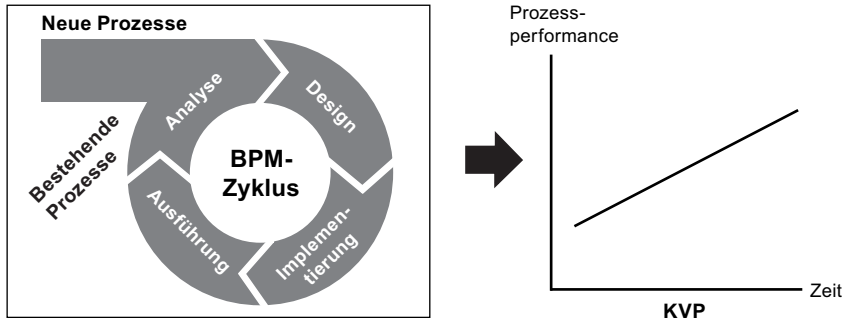 Neue Prozesse
Analyse
Design
Bestehende
Prozesse
BPM-
Zyklus
Ausführung
Implemen-
tierung
Prozess-
performance
Zeit
KVP